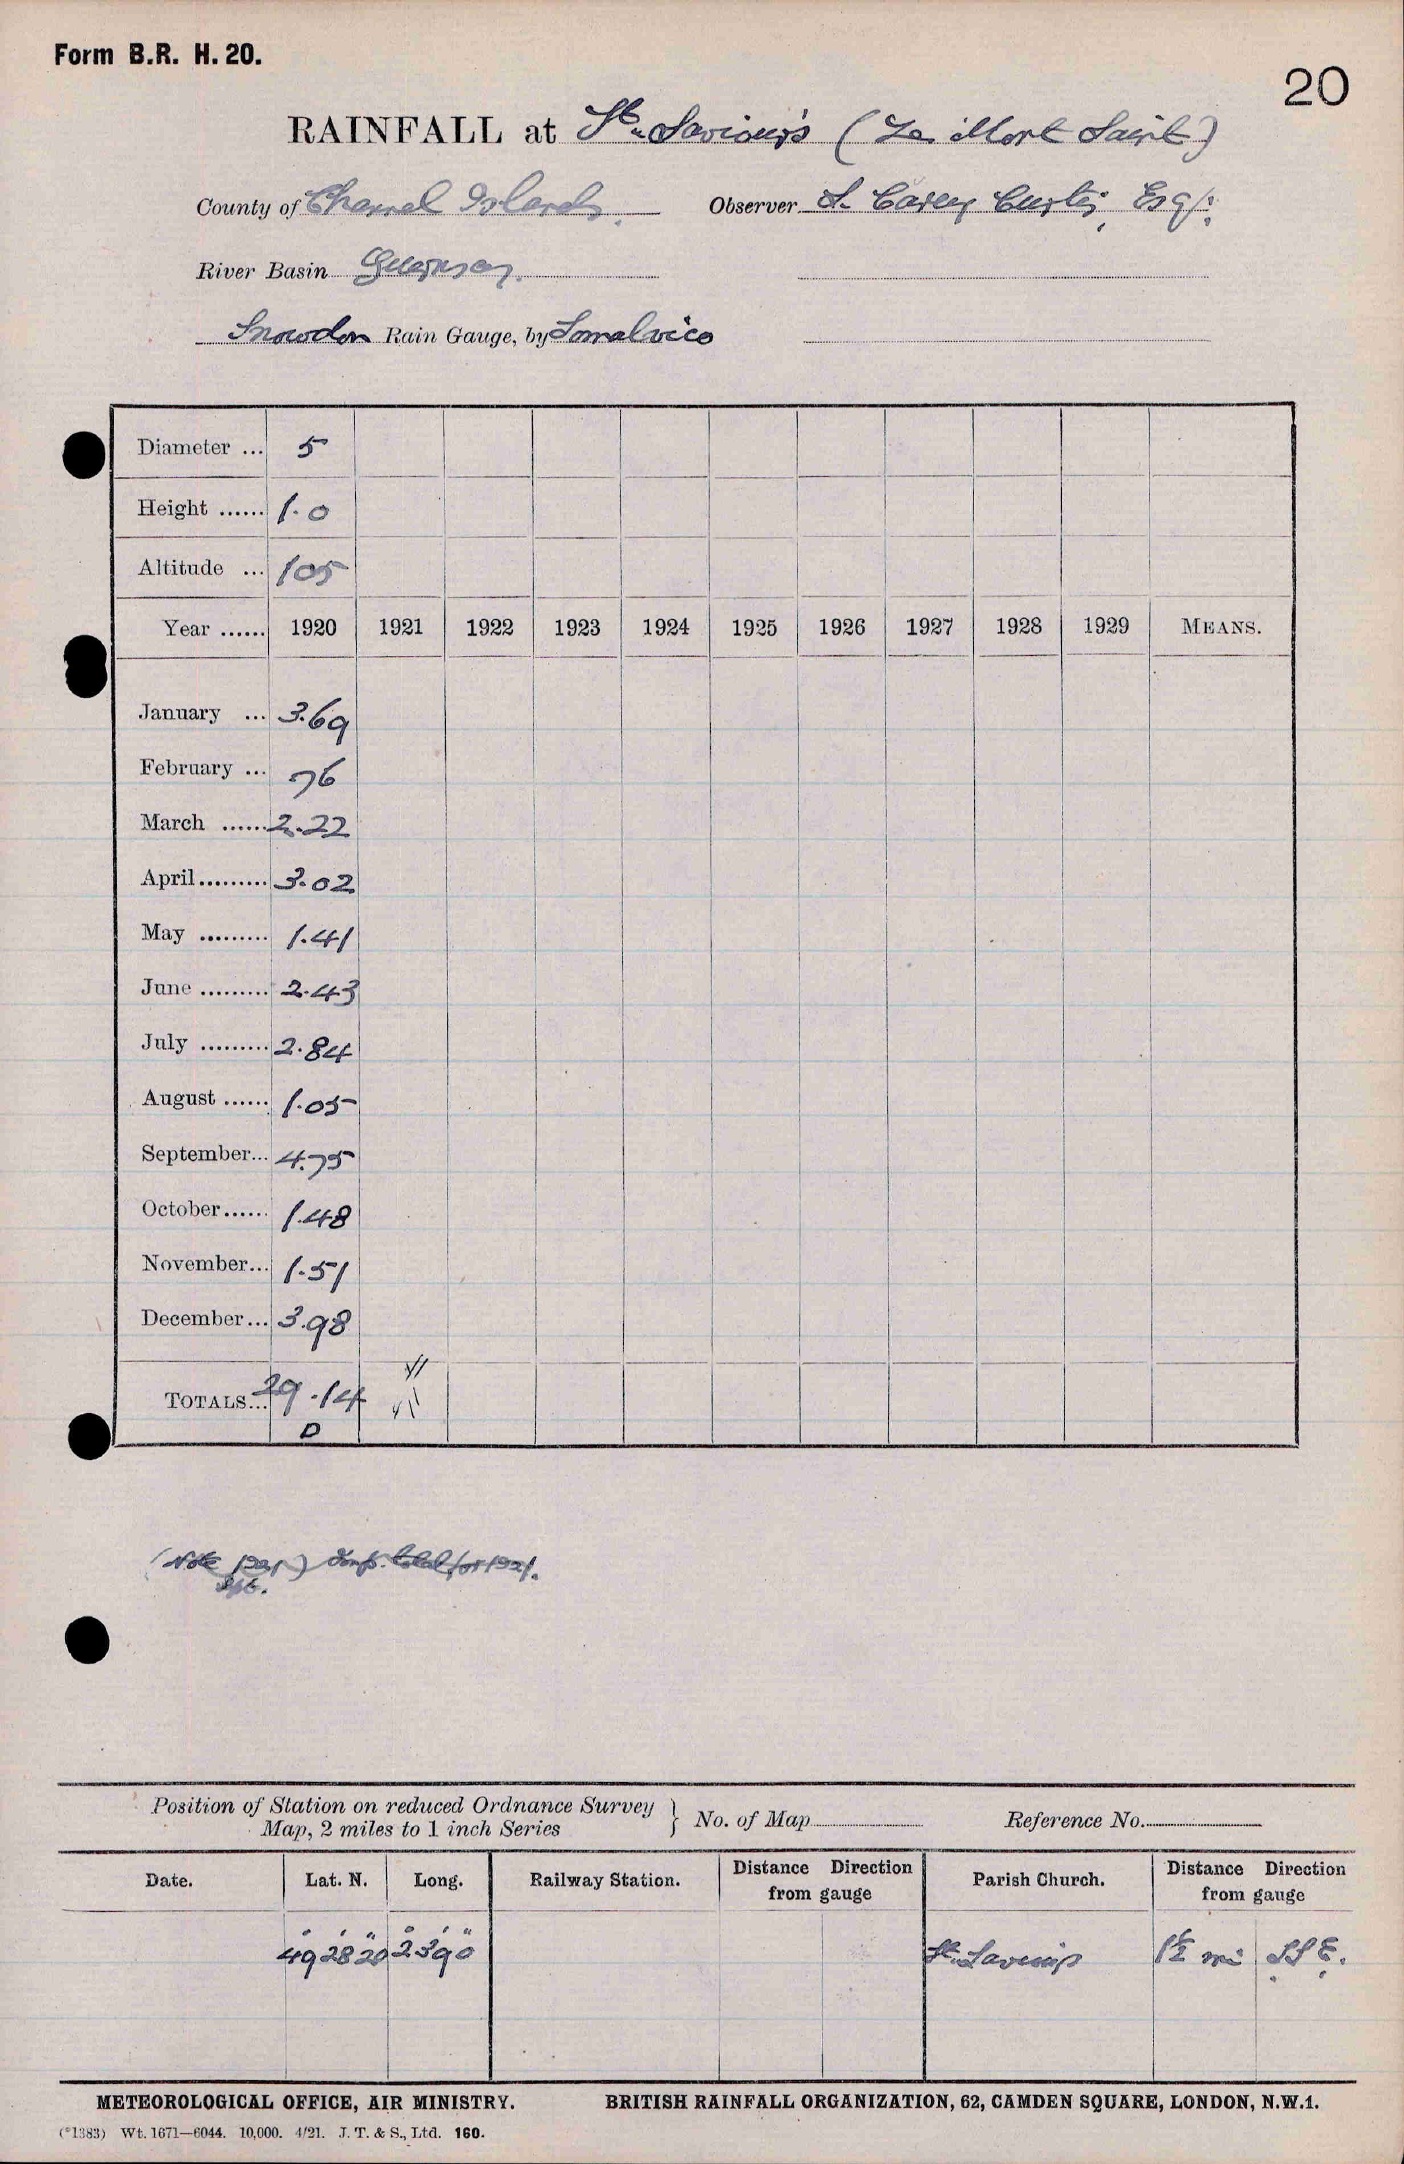 Form B.R. H. 20.
20
RAINFALL at St. Saviour's (Le Mont Saint)
County of Channel Islands. Observer S. Carey Curtis, Esq.
River Basin Guernsey.
Snowdon Rain Gauge, by Somalvico
Diameter ... 5
Height ...... 1.0
Altitude ... 105
Year ...... 1920 1921 1922 1923 1924 1925 1926 1927 1928 1929 MEANS.
January ... 3.69
February ... 76
March ...... 2.22
April ......... 3.02
May ......... 1.41
June ......... 2.43
July ......... 2.84
August ...... 1.05
September... 4.75
October...... 1.48
November... 1.51
December... 3.98
TOTALS... 29.14
D
(Note 1921) total for 1921.
Position of Station on reduced Ordnance Survey
Map, 2 miles to 1 inch Series } No. of Map Reference No.
Date. Lat. N. Long. Railway Station. Distance Direction from gauge Parish Church. Distance Direction from gauge
49° 28' 20" 2° 39' 0" St. Saviour's 1½ mi SSE.
METEOROLOGICAL OFFICE, AIR MINISTRY. BRITISH RAINFALL ORGANIZATION, 62, CAMDEN SQUARE, LONDON, N.W.1.
(*1383) Wt. 1671—6044. 10,000. 4/21. J. T. & S., Ltd. 160.